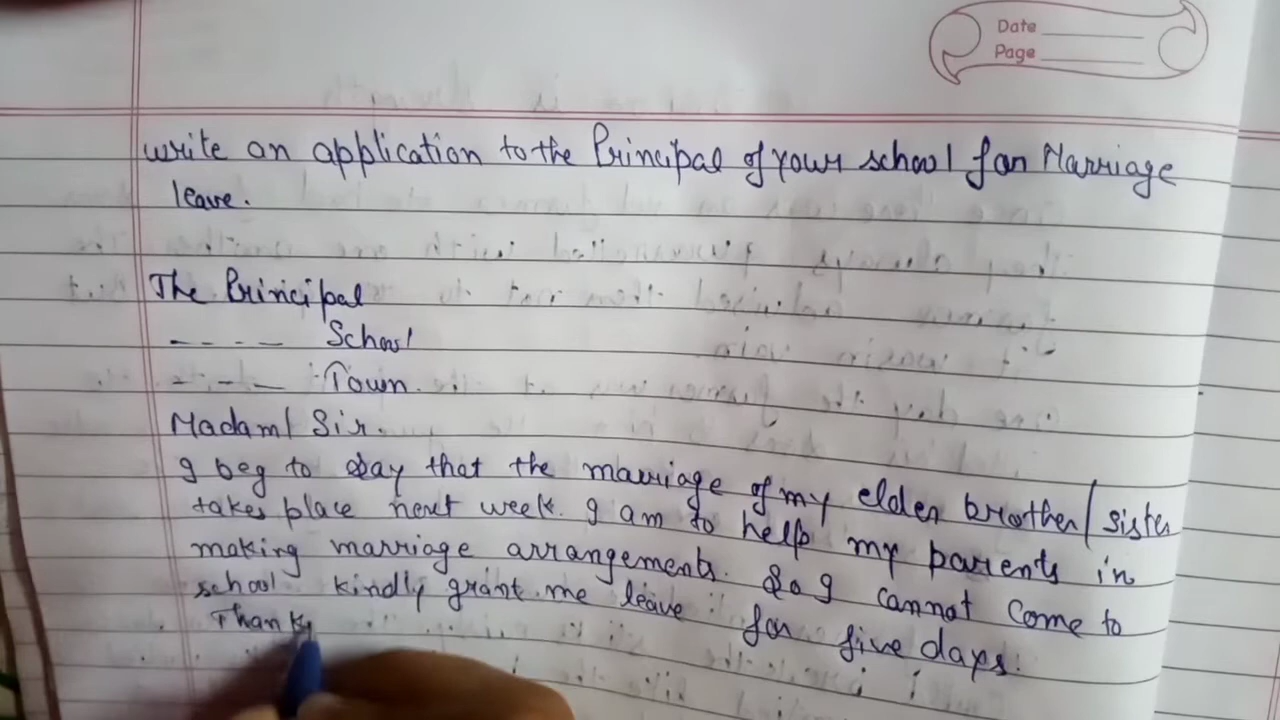 Date
Page
write an application to the Principal of your school for Marriage
leave.
The Principal
---- School
---- Town.
Madam/ Sir.
I beg to say that the marriage of my elder brother/sister
takes place next week. I am to help my parents in
making marriage arrangements. So I cannot come to
school. Kindly grant me leave for five days.
Thank